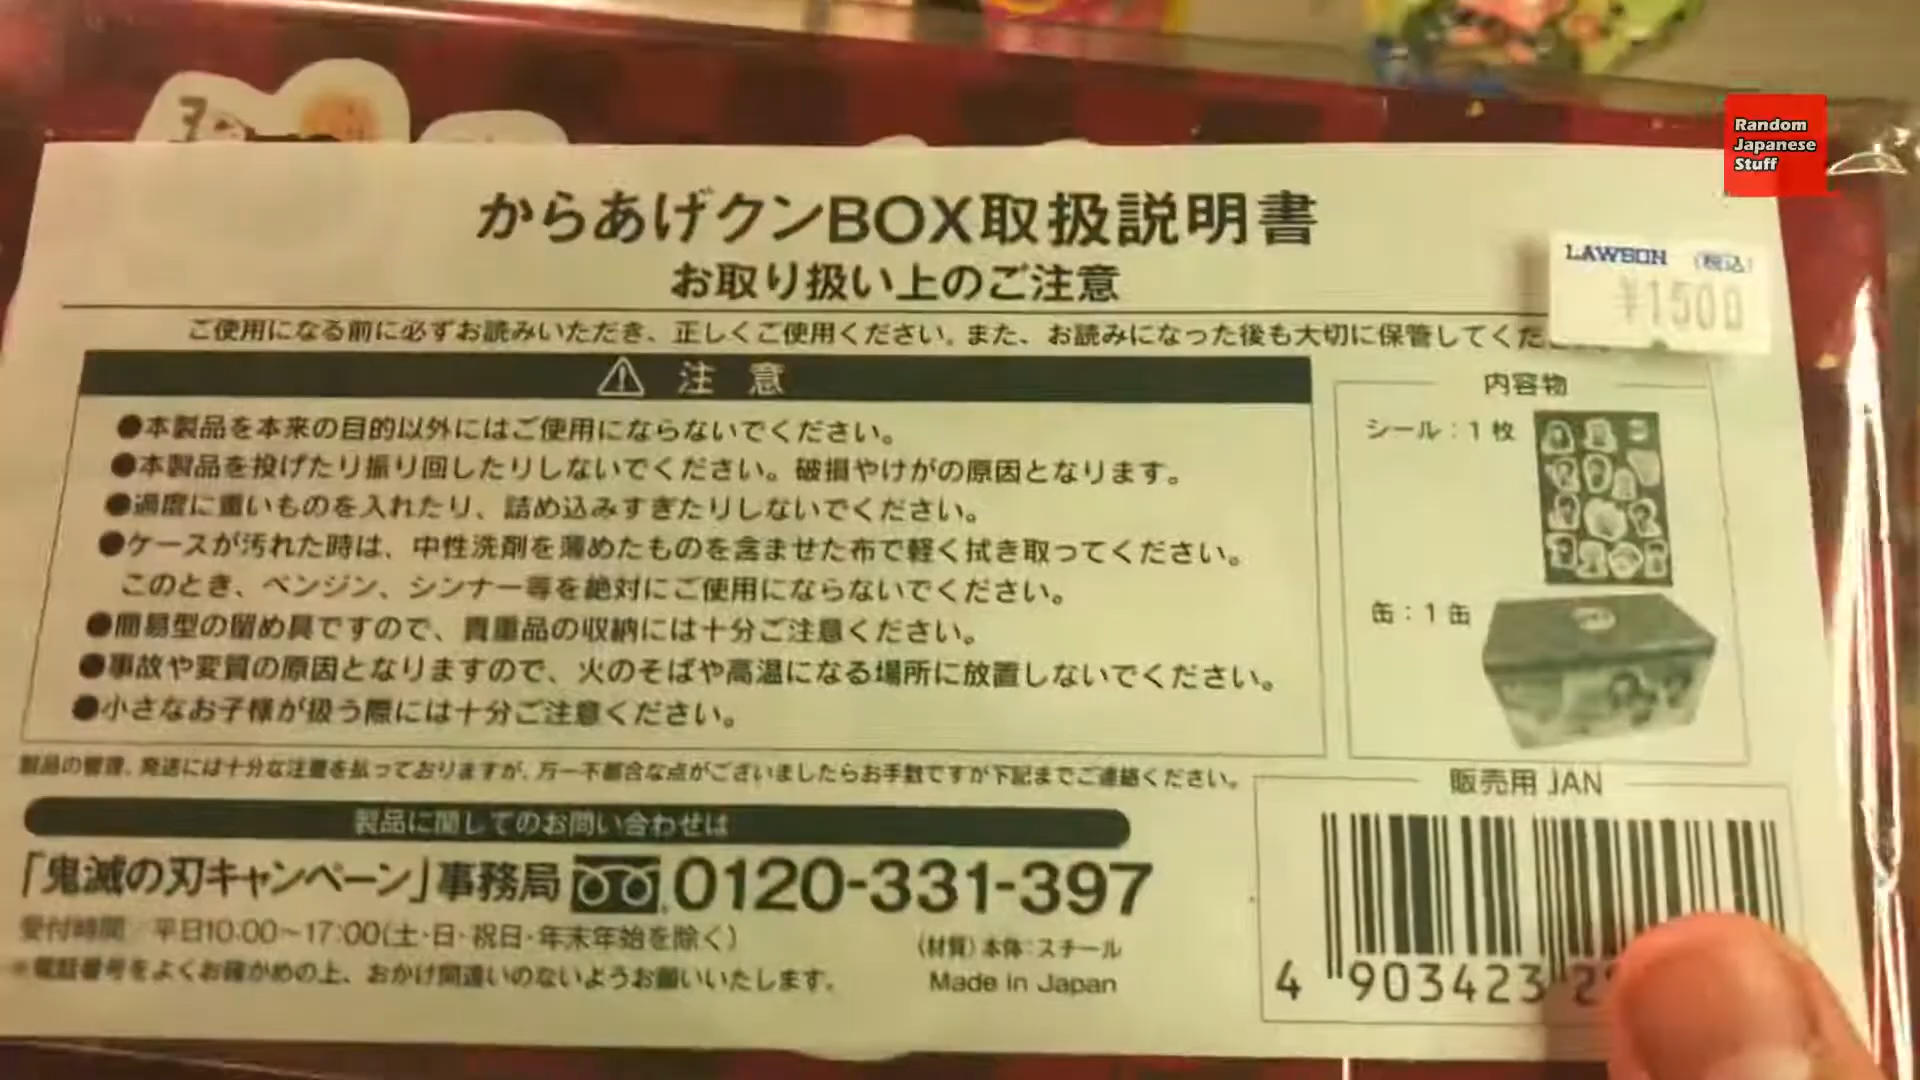 Random
Japanese
Stuff
からあげクンBOX取扱説明書
お取り扱い上のご注意
LAWSON (税込)
¥1500
ご使用になる前に必ずお読みいただき、正しくご使用ください。また、お読みになった後も大切に保管してくだ
注意
●本製品を本来の目的以外にはご使用にならないでください。
●本製品を投げたり振り回したりしないでください。破損やけがの原因となります。
●過度に重いものを入れたり、詰め込みすぎたりしないでください。
●ケースが汚れた時は、中性洗剤を薄めたものを含ませた布で軽く拭き取ってください。
このとき、ベンジン、シンナー等を絶対にご使用にならないでください。
●簡易型の留め具ですので、貴重品の収納には十分ご注意ください。
●事故や変質の原因となりますので、火のそばや高温になる場所に放置しないでください。
●小さなお子様が扱う際には十分ご注意ください。
内容物
シール:1枚
缶:1缶
製品の管理、発送には十分な注意を払っておりますが、万一不都合な点がございましたらお手数ですが下記までご連絡ください。
製品に関してのお問い合わせは
「鬼滅の刃キャンペーン」事務局 0120-331-397
受付時間/平日10:00~17:00(土・日・祝日・年末年始を除く)
※電話番号をよくお確かめの上、おかけ間違いのないようお願いいたします。
(材質)本体:スチール
Made in Japan
販売用 JAN
4 903423 2